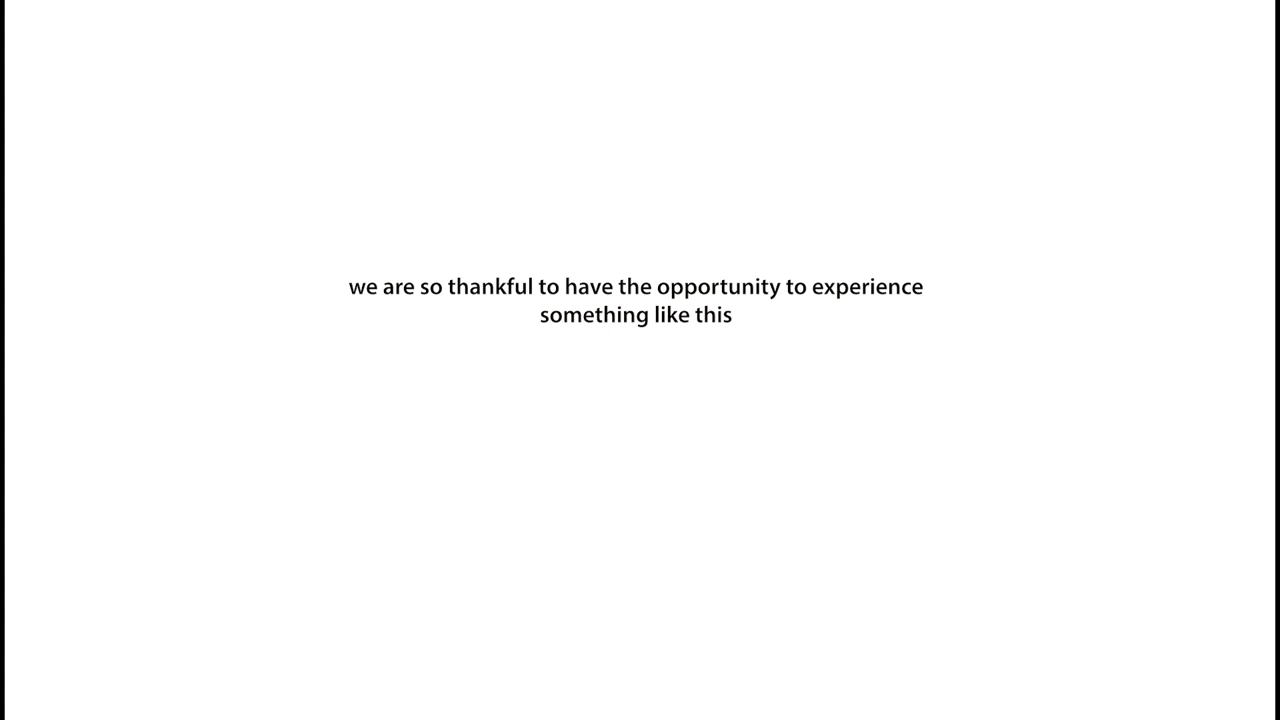 we are so thankful to have the opportunity to experience
something like this